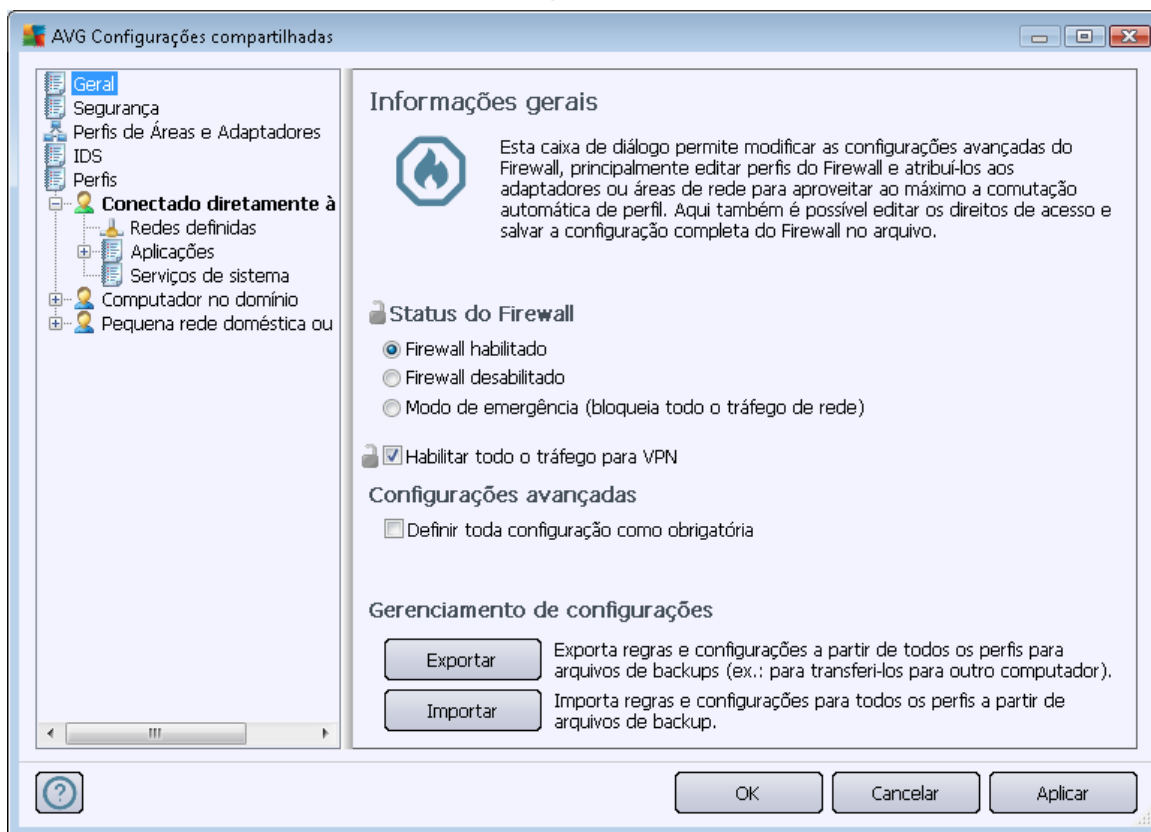 AVG Configurações compartilhadas
Geral
Segurança
Perfis de Áreas e Adaptadores
IDS
Perfis
Conectado diretamente à
Redes definidas
Aplicações
Serviços de sistema
Computador no domínio
Pequena rede doméstica ou
Informações gerais
Esta caixa de diálogo permite modificar as configurações avançadas do
Firewall, principalmente editar perfis do Firewall e atribuí-los aos
adaptadores ou áreas de rede para aproveitar ao máximo a comutação
automática de perfil. Aqui também é possível editar os direitos de acesso e
salvar a configuração completa do Firewall no arquivo.
Status do Firewall
Firewall habilitado
Firewall desabilitado
Modo de emergência (bloqueia todo o tráfego de rede)
Habilitar todo o tráfego para VPN
Configurações avançadas
Definir toda configuração como obrigatória
Gerenciamento de configurações
Exportar
Exporta regras e configurações a partir de todos os perfis para
arquivos de backups (ex.: para transferi-los para outro computador).
Importar
Importa regras e configurações para todos os perfis a partir de
arquivos de backup.
OK
Cancelar
Aplicar